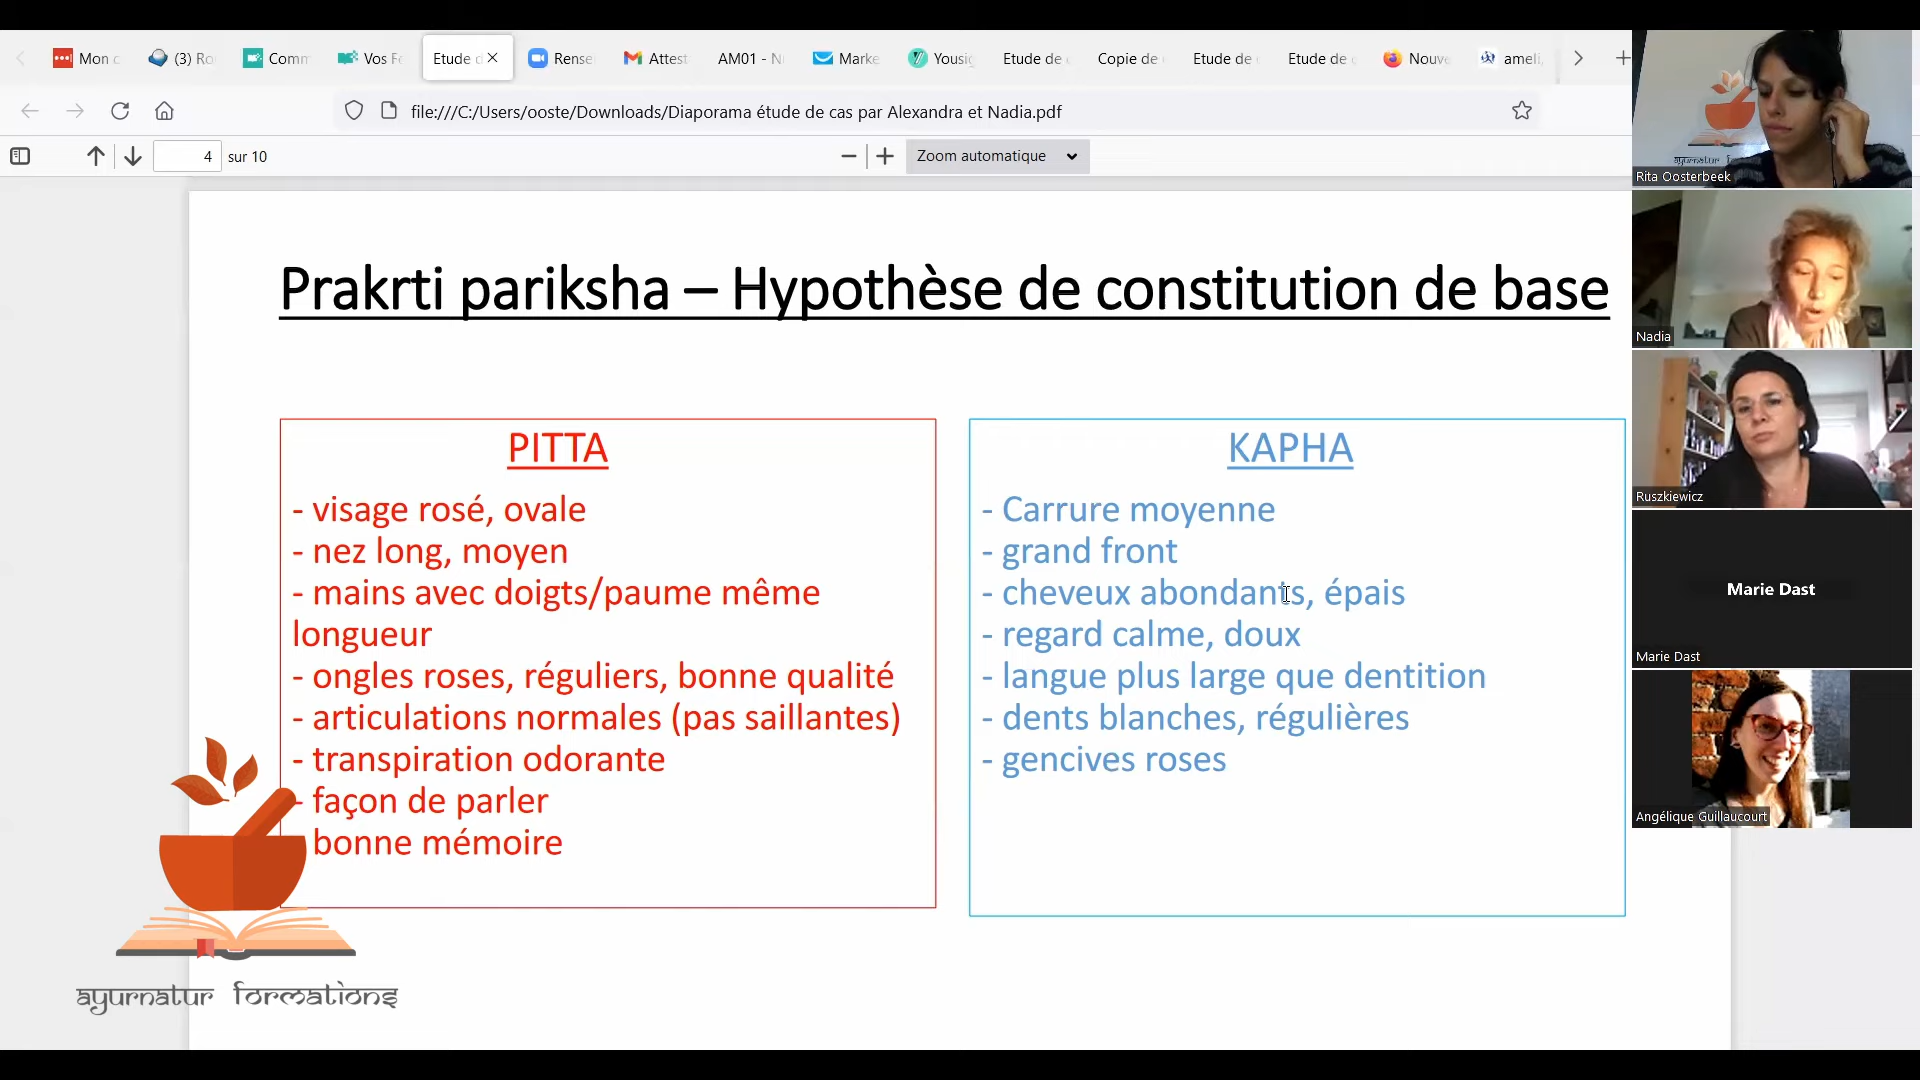 Mon c
(3) Ro
Comm
Vos Fe
Etude d
Rense
Attest
AM01 - N
Marke
Yousig
Etude de
Copie de
Etude de
Etude de
Nouve
ameli
file:///C:/Users/ooste/Downloads/Diaporama étude de cas par Alexandra et Nadia.pdf
4 sur 10
Zoom automatique
Prakrti pariksha – Hypothèse de constitution de base
PITTA
- visage rosé, ovale
- nez long, moyen
- mains avec doigts/paume même
longueur
- ongles roses, réguliers, bonne qualité
- articulations normales (pas saillantes)
- transpiration odorante
- façon de parler
bonne mémoire
KAPHA
- Carrure moyenne
- grand front
- cheveux abondants, épais
- regard calme, doux
- langue plus large que dentition
- dents blanches, régulières
- gencives roses
ayurnatur formations
ayurnatur
Rita Oosterbeek
Nadia
Ruszkiewicz
Marie Dast
Marie Dast
Angélique Guillaucourt